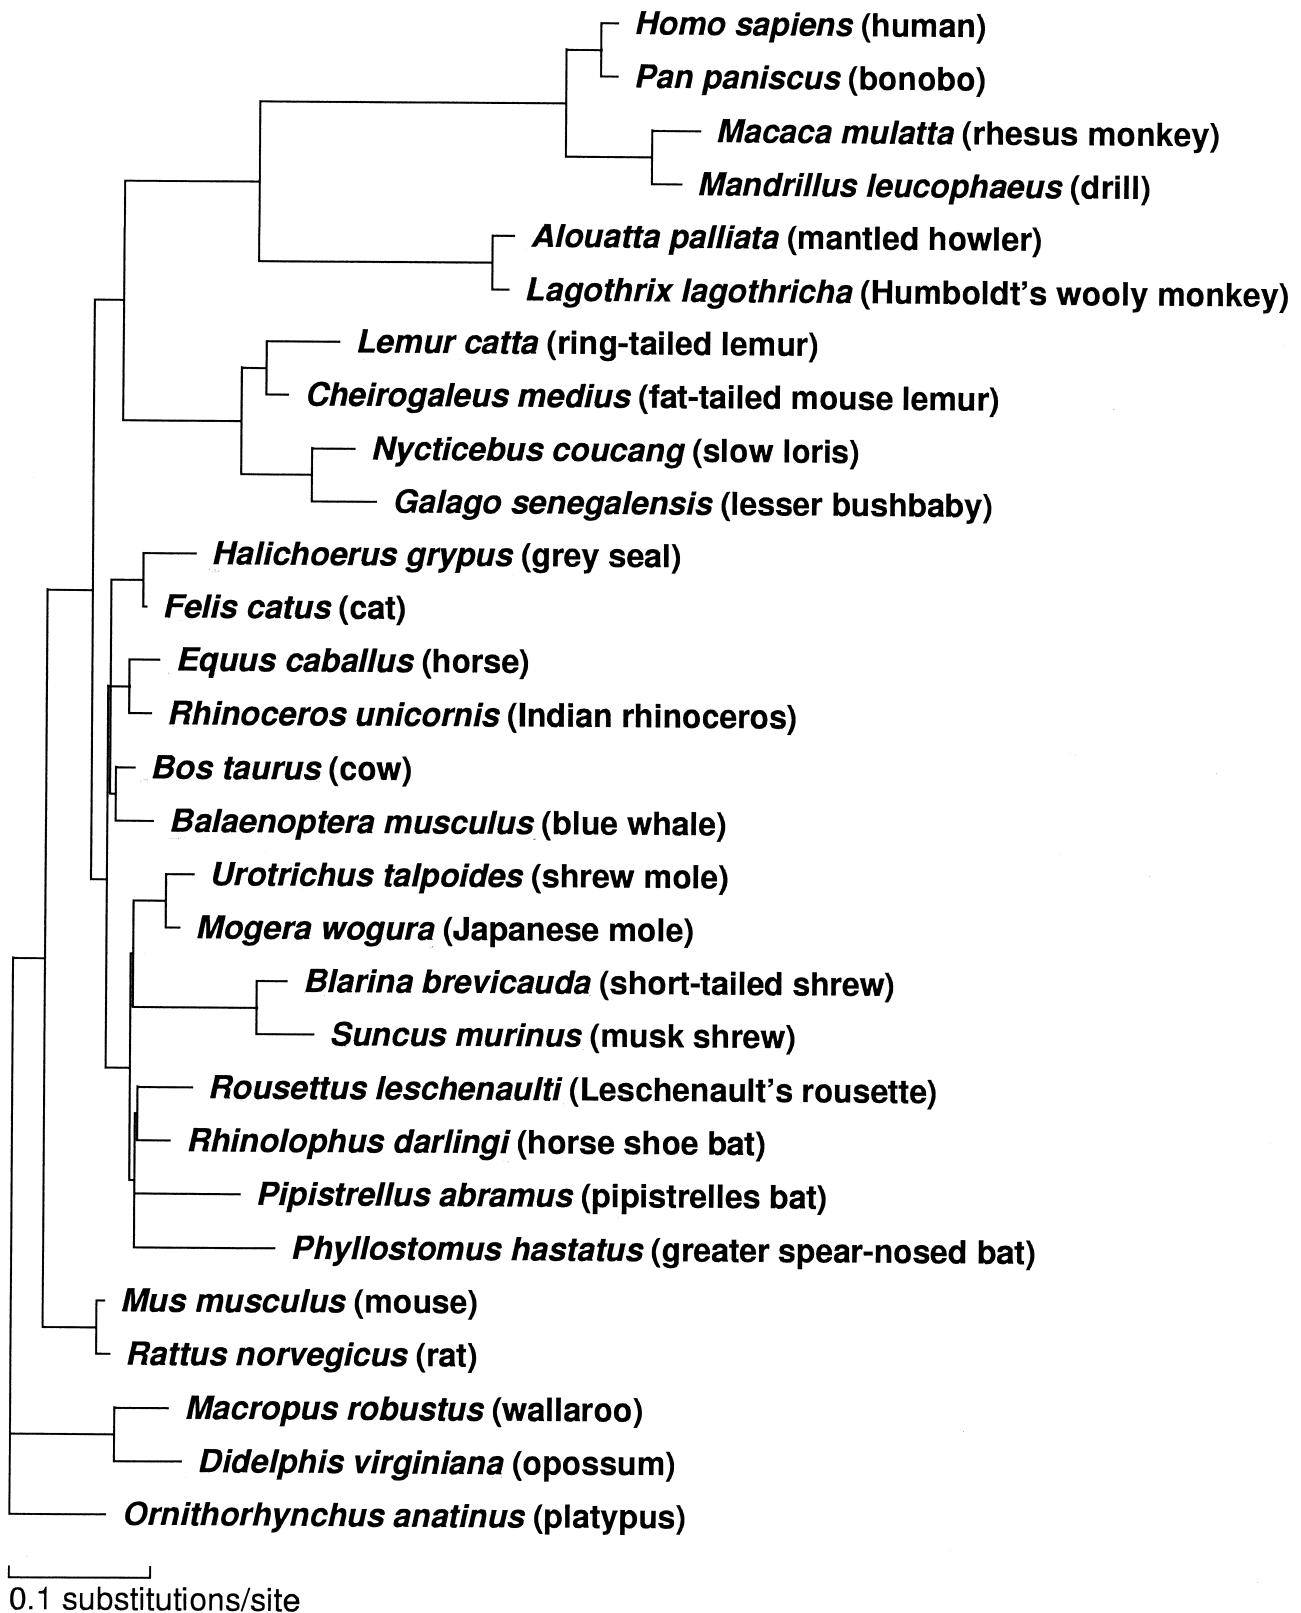 Homo sapiens (human)
Pan paniscus (bonobo)
Macaca mulatta (rhesus monkey)
Mandrillus leucophaeus (drill)
Alouatta palliata (mantled howler)
Lagothrix lagothricha (Humboldt's wooly monkey)
Lemur catta (ring-tailed lemur)
Cheirogaleus medius (fat-tailed mouse lemur)
Nycticebus coucang (slow loris)
Galago senegalensis (lesser bushbaby)
Halichoerus grypus (grey seal)
Felis catus (cat)
Equus caballus (horse)
Rhinoceros unicornis (Indian rhinoceros)
Bos taurus (cow)
Balaenoptera musculus (blue whale)
Urotrichus talpoides (shrew mole)
Mogera wogura (Japanese mole)
Blarina brevicauda (short-tailed shrew)
Suncus murinus (musk shrew)
Rousettus leschenaulti (Leschenault's rousette)
Rhinolophus darlingi (horse shoe bat)
Pipistrellus abramus (pipistrelles bat)
Phyllostomus hastatus (greater spear-nosed bat)
Mus musculus (mouse)
Rattus norvegicus (rat)
Macropus robustus (wallaroo)
Didelphis virginiana (opossum)
Ornithorhynchus anatinus (platypus)
0.1 substitutions/site